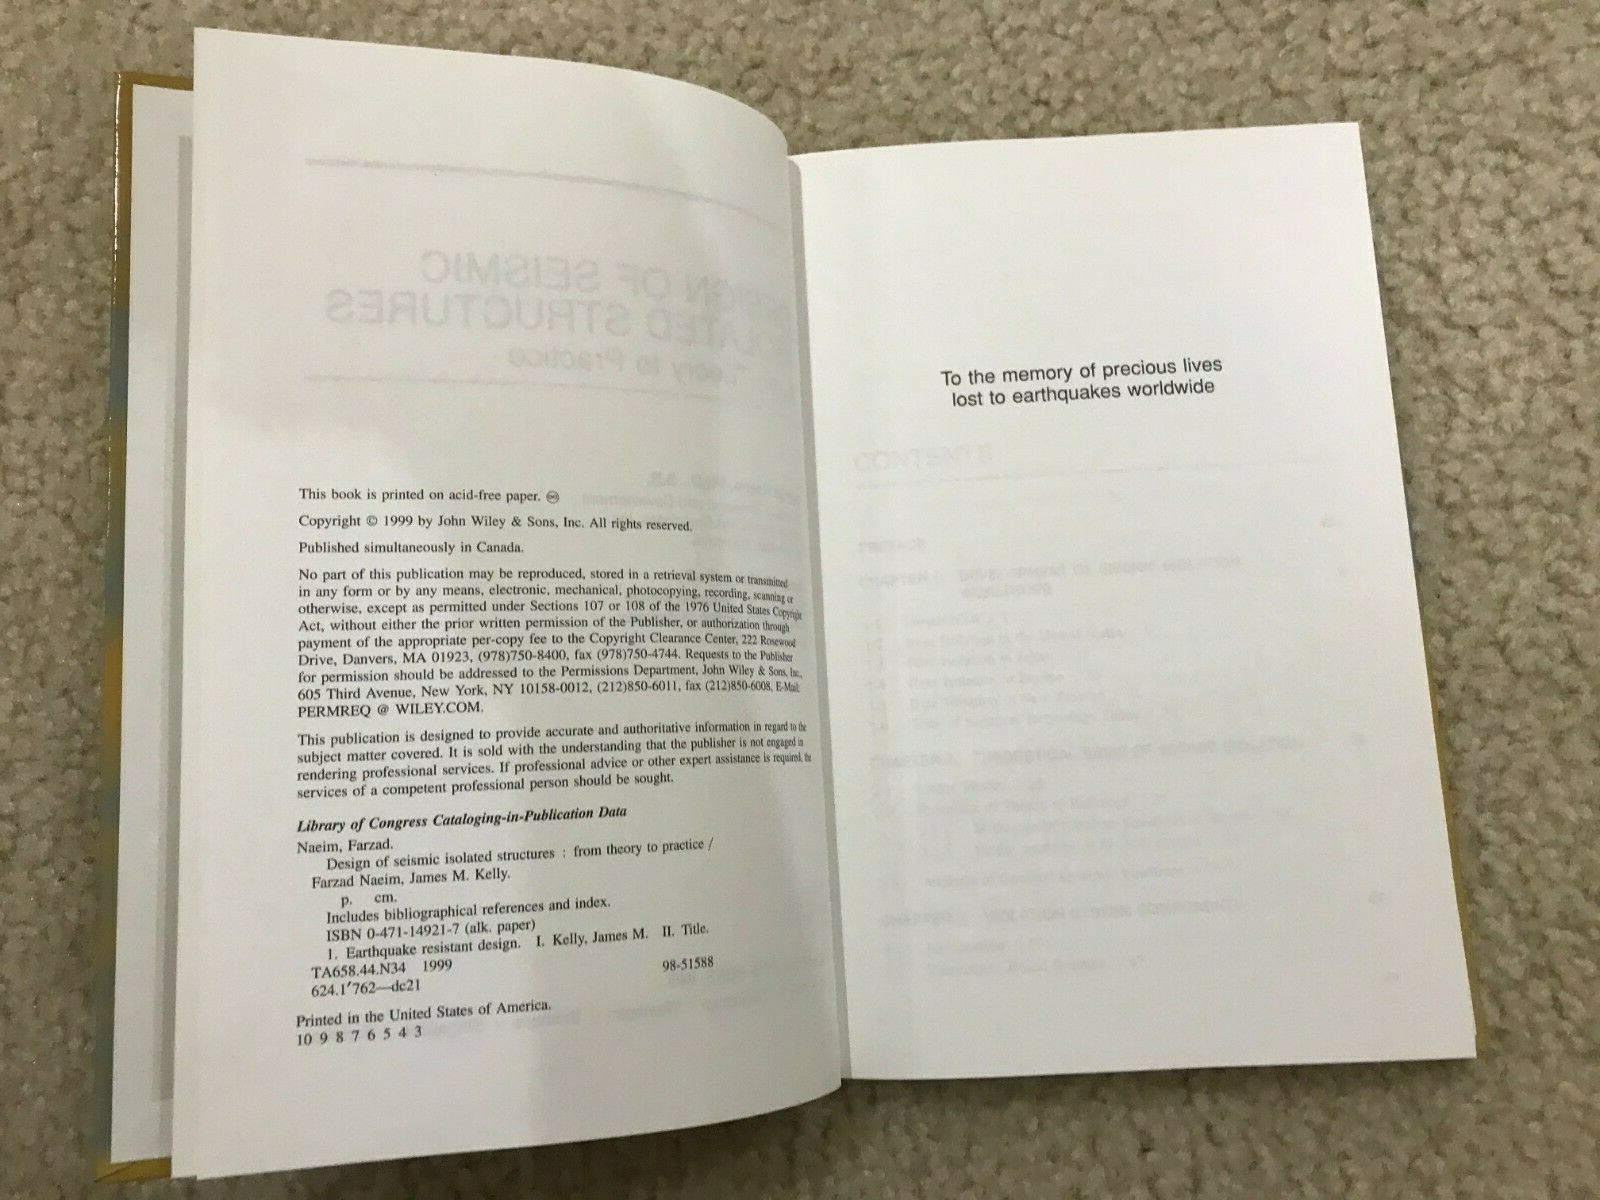 This book is printed on acid-free paper. ♾
Copyright © 1999 by John Wiley & Sons, Inc. All rights reserved.
Published simultaneously in Canada.
No part of this publication may be reproduced, stored in a retrieval system or transmitted
in any form or by any means, electronic, mechanical, photocopying, recording, scanning or
otherwise, except as permitted under Sections 107 or 108 of the 1976 United States Copyright
Act, without either the prior written permission of the Publisher, or authorization through
payment of the appropriate per-copy fee to the Copyright Clearance Center, 222 Rosewood
Drive, Danvers, MA 01923, (978)750-8400, fax (978)750-4744. Requests to the Publisher
for permission should be addressed to the Permissions Department, John Wiley & Sons, Inc.,
605 Third Avenue, New York, NY 10158-0012, (212)850-6011, fax (212)850-6008, E-Mail:
PERMREQ @ WILEY.COM.
This publication is designed to provide accurate and authoritative information in regard to the
subject matter covered. It is sold with the understanding that the publisher is not engaged in
rendering professional services. If professional advice or other expert assistance is required, the
services of a competent professional person should be sought.
Library of Congress Cataloging-in-Publication Data
Naeim, Farzad.
Design of seismic isolated structures : from theory to practice /
Farzad Naeim, James M. Kelly.
p. cm.
Includes bibliographical references and index.
ISBN 0-471-14921-7 (alk. paper)
1. Earthquake resistant design. I. Kelly, James M. II. Title.
TA658.44.N34 1999
98-51588
624.1′762—dc21
Printed in the United States of America.
10 9 8 7 6 5 4 3
To the memory of precious lives
lost to earthquakes worldwide
CONTENTS
PREFACE